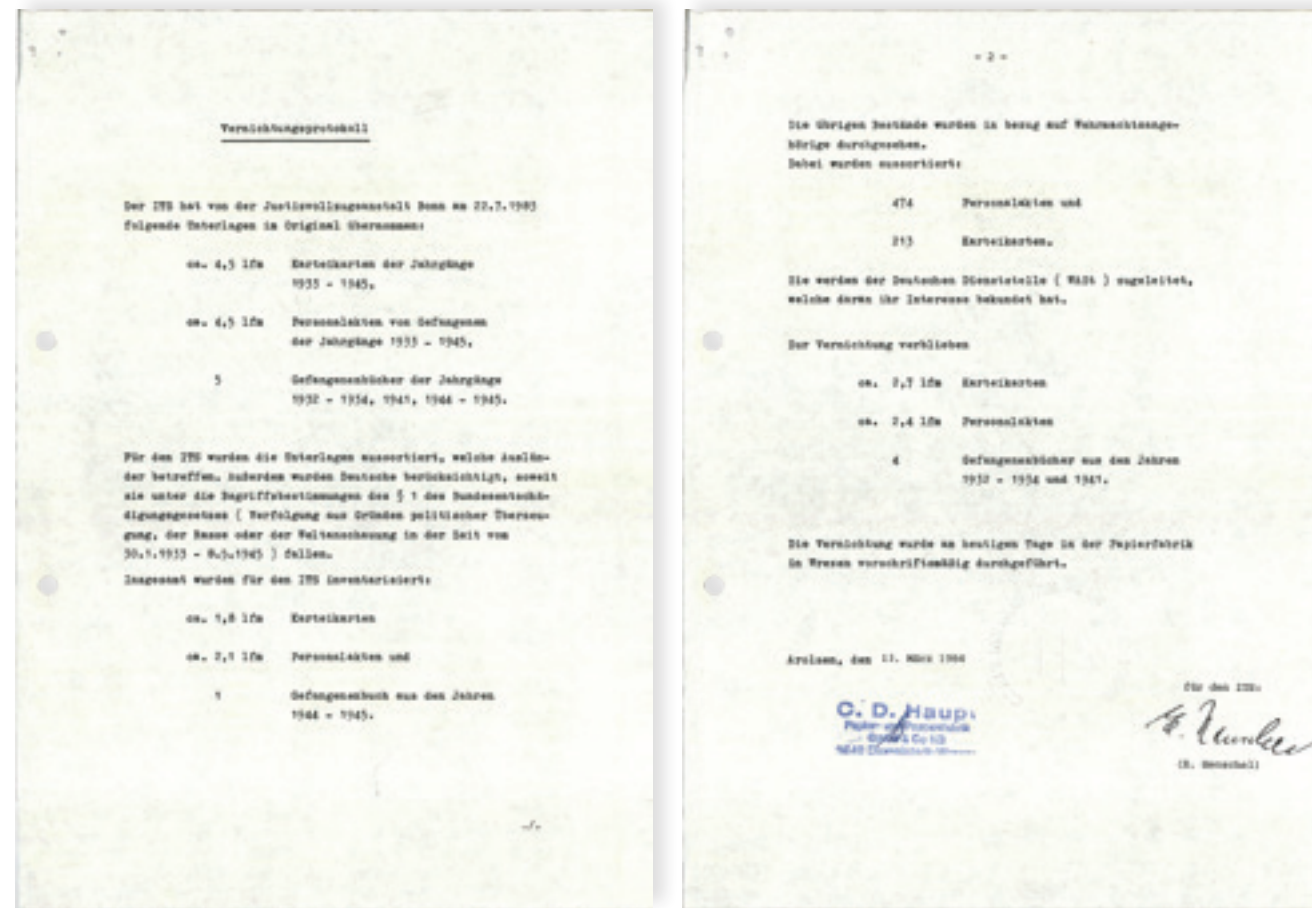 Vernichtungsprotokoll
Der ITS hat von der Justizvollzugsanstalt Bonn am 22.7.1983
folgende Unterlagen im Original übernommen:
ca. 4,5 lfm Karteikarten der Jahrgänge
1933 - 1945,
ca. 4,5 lfm Personalakten von Gefangenen
der Jahrgänge 1933 - 1945,
5 Gefangenenbücher der Jahrgänge
1932 - 1934, 1941, 1944 - 1945.
Für den ITS wurden die Unterlagen aussortiert, welche Auslän-
der betreffen. Außerdem wurden Deutsche berücksichtigt, soweit
sie unter die Begriffsbestimmungen des § 1 des Bundesentschä-
digungsgesetzes ( Verfolgung aus Gründen politischer Überzeu-
gung, der Rasse oder der Weltanschauung in der Zeit vom
30.1.1933 - 8.5.1945 ) fallen.
Insgesamt wurden für den ITS inventarisiert:
ca. 1,8 lfm Karteikarten
ca. 2,1 lfm Personalakten und
1 Gefangenenbuch aus den Jahren
1944 - 1945.
-/-
- 2 -
Die übrigen Bestände wurden in bezug auf Wehrmachtsange-
hörige durchgesehen.
Dabei wurden aussortiert:
474 Personalakten und
213 Karteikarten.
Sie werden der Deutschen Dienststelle ( WASt ) zugeleitet,
welche daran ihr Interesse bekundet hat.
Zur Vernichtung verblieben
ca. 2,7 lfm Karteikarten
ca. 2,4 lfm Personalakten
4 Gefangenenbücher aus den Jahren
1932 - 1934 und 1941.
Die Vernichtung wurde am heutigen Tage in der Papierfabrik
in Wrexen vorschriftsmäßig durchgeführt.
Arolsen, den 13. März 1984
für den ITS:
C. D. Haupt
& Co KG